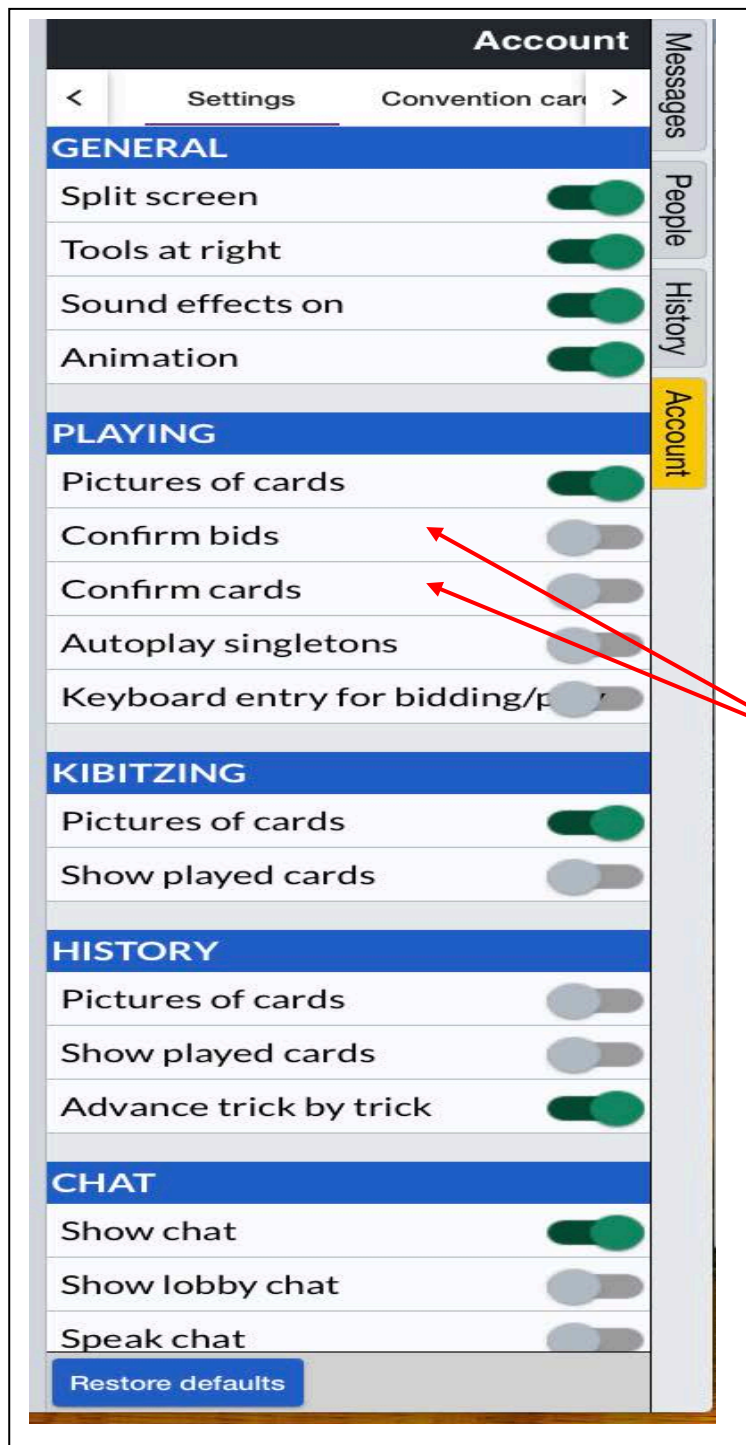 Account
< Settings Convention car >
GENERAL
Split screen
Tools at right
Sound effects on
Animation
PLAYING
Pictures of cards
Confirm bids
Confirm cards
Autoplay singletons
Keyboard entry for bidding/p y
KIBITZING
Pictures of cards
Show played cards
HISTORY
Pictures of cards
Show played cards
Advance trick by trick
CHAT
Show chat
Show lobby chat
Speak chat
Restore defaults
Messages
People
History
Account